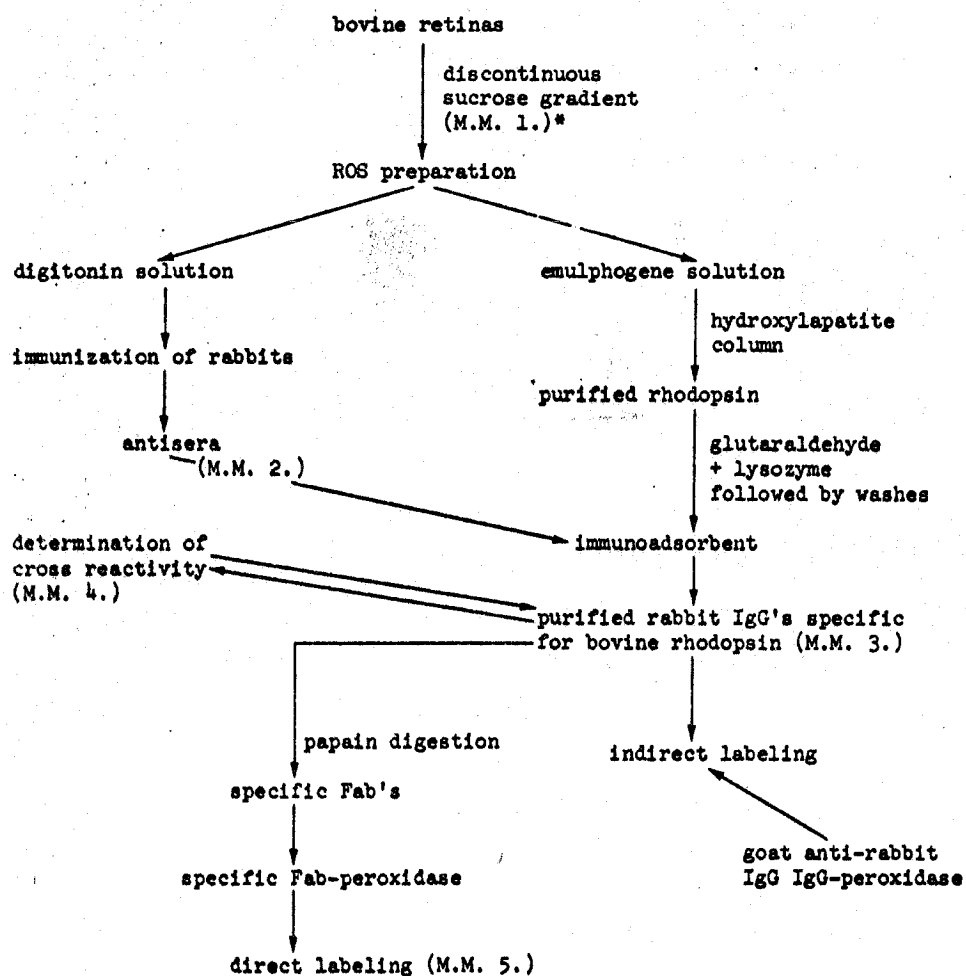 bovine retinas
discontinuous
sucrose gradient
(M.M. 1.)*
ROS preparation
digitonin solution
emulphogene solution
hydroxylapatite
column
immunization of rabbits
purified rhodopsin
antisera
(M.M. 2.)
glutaraldehyde
+ lysozyme
followed by washes
determination of
cross reactivity
(M.M. 4.)
immunoadsorbent
purified rabbit IgG's specific
for bovine rhodopsin (M.M. 3.)
papain digestion
indirect labeling
specific Fab's
goat anti-rabbit
IgG IgG-peroxidase
specific Fab-peroxidase
direct labeling (M.M. 5.)